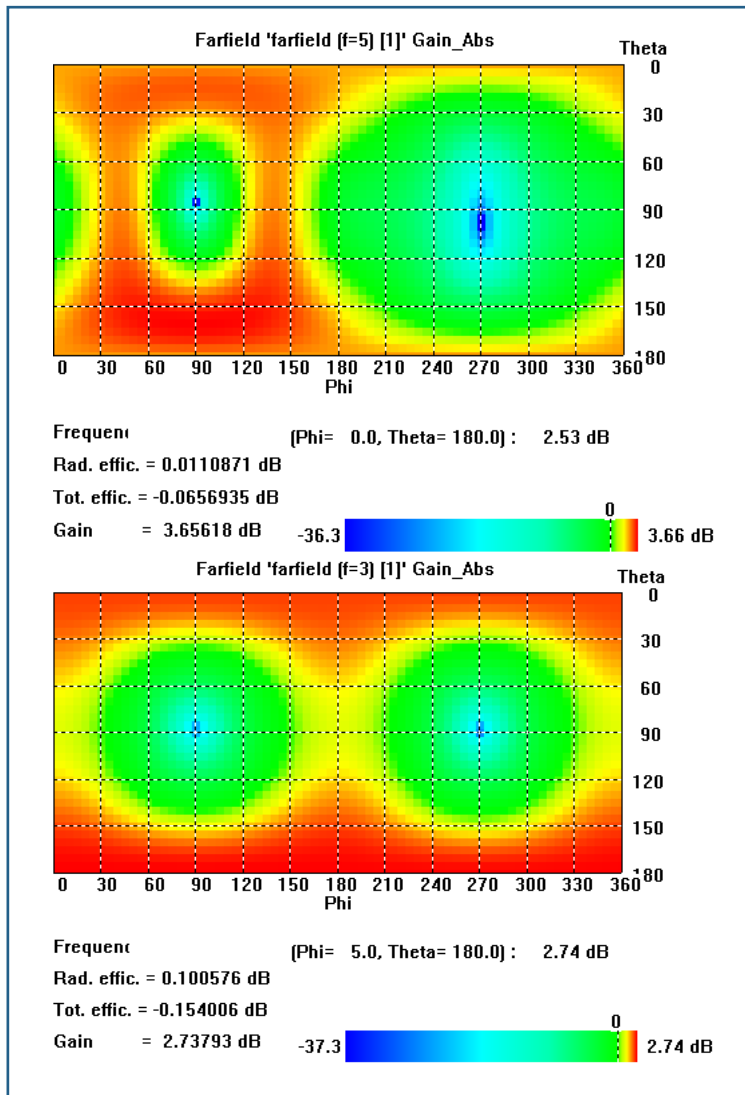 Farfield 'farfield (f=5) [1]' Gain_Abs
Theta
0
30
60
90
120
150
180
0 30 60 90 120 150 180 210 240 270 300 330 360
Phi
(Phi= 0.0, Theta= 180.0) : 2.53 dB
Rad. effic. = 0.0110871 dB
Tot. effic. = -0.0656935 dB
Gain = 3.65618 dB
0
-36.3 3.66 dB
Farfield 'farfield (f=3) [1]' Gain_Abs
Theta
0
30
60
90
120
150
180
0 30 60 90 120 150 180 210 240 270 300 330 360
Phi
(Phi= 5.0, Theta= 180.0) : 2.74 dB
Rad. effic. = 0.100576 dB
Tot. effic. = -0.154006 dB
Gain = 2.73793 dB
0
-37.3 2.74 dB